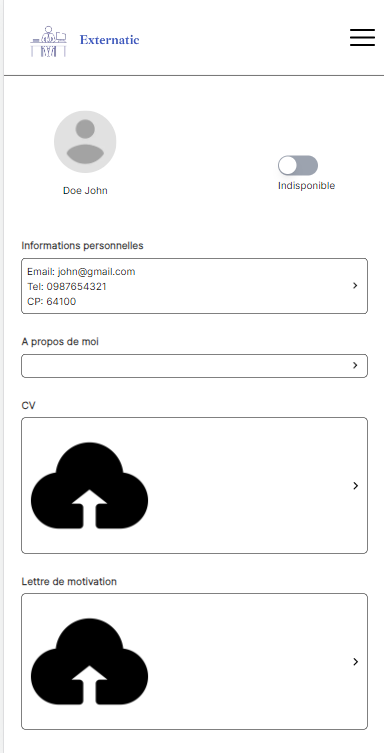 Externatic
Doe John
Indisponible
Informations personnelles
Email: john@gmail.com
Tel: 0987654321
CP: 64100
A propos de moi
CV
Lettre de motivation